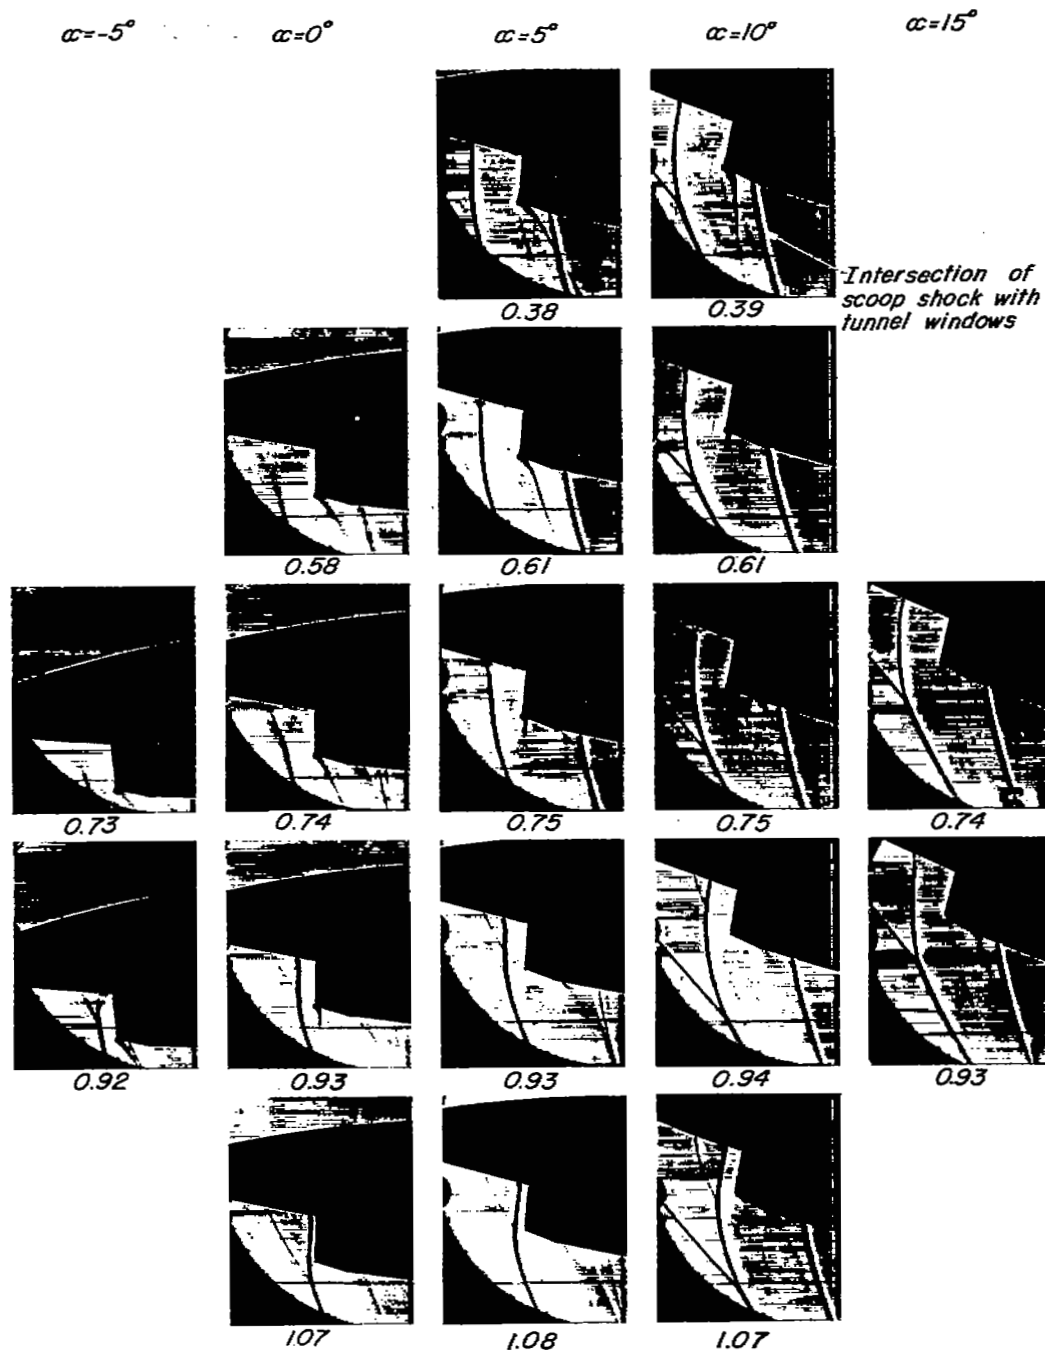 α=-5° α=0° α=5° α=10° α=15°
0.38 0.39
Intersection of
scoop shock with
tunnel windows
0.58 0.61 0.61
0.73 0.74 0.75 0.75 0.74
0.92 0.93 0.93 0.94 0.93
1.07 1.08 1.07